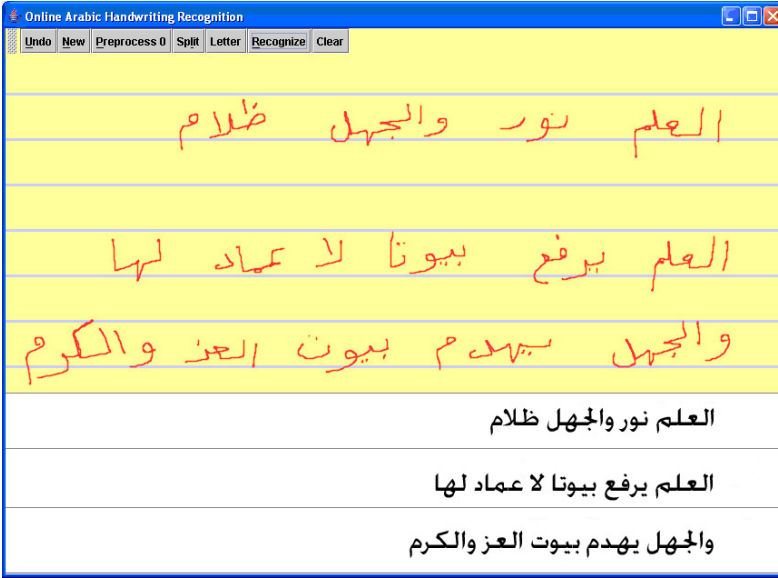 Online Arabic Handwriting Recognition
Undo New Preprocess 0 Split Letter Recognize Clear
العلم نور والجهل ظلام
العلم يرفع بيوتا لا عماد لها
والجهل يهدم بيوت العز والكرم
العلم نور والجهل ظلام
العلم يرفع بيوتا لا عماد لها
والجهل يهدم بيوت العز والكرم